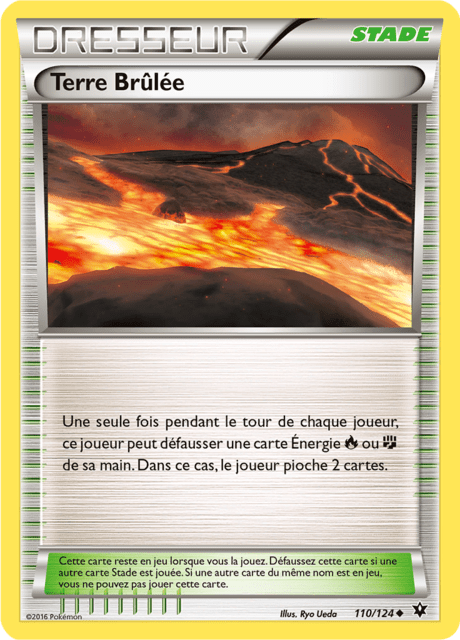 DRESSEUR STADE
Terre Brûlée
Une seule fois pendant le tour de chaque joueur,
ce joueur peut défausser une carte Énergie ou
de sa main. Dans ce cas, le joueur pioche 2 cartes.
Cette carte reste en jeu lorsque vous la jouez. Défaussez cette carte si une
autre carte Stade est jouée. Si une autre carte du même nom est en jeu,
vous ne pouvez pas jouer cette carte.
©2016 Pokémon Illus. Ryo Ueda 110/124